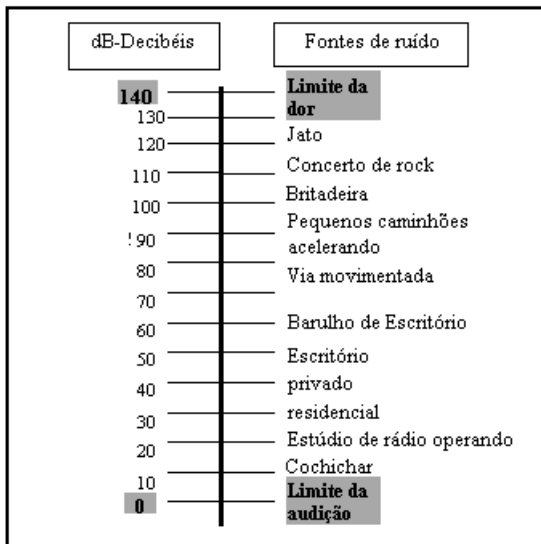 dB-Decibéis
Fontes de ruído
140
Limite da
dor
130
Jato
120
Concerto de rock
110
Britadeira
100
Pequenos caminhões
acelerando
!90
80
Via movimentada
70
60
Barulho de Escritório
50
Escritório
40
privado
30
residencial
20
Estúdio de rádio operando
Cochichar
10
0
Limite da
audição